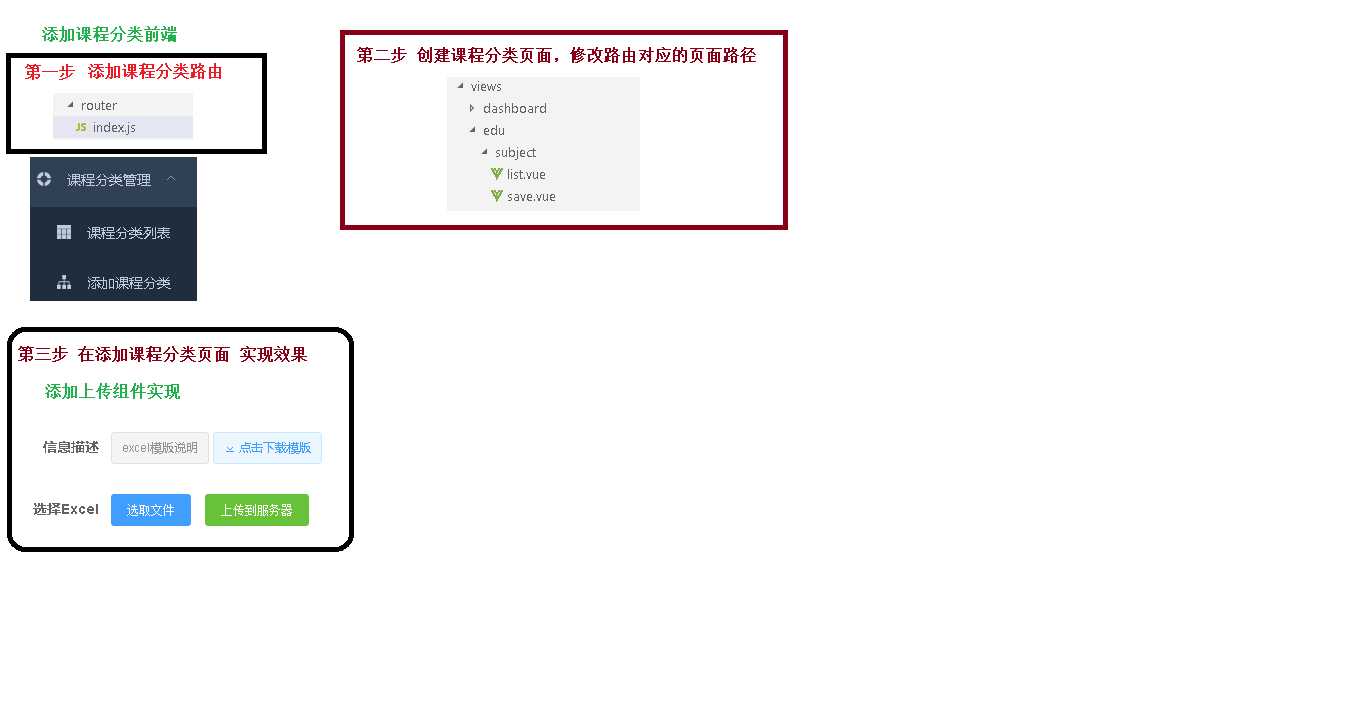 添加课程分类前端
第一步 添加课程分类路由
router
JS index.js
课程分类管理
课程分类列表
添加课程分类
第二步 创建课程分类页面，修改路由对应的页面路径
views
dashboard
edu
subject
list.vue
save.vue
第三步 在添加课程分类页面 实现效果
添加上传组件实现
信息描述 excel模版说明 点击下载模版
选择Excel 选取文件 上传到服务器